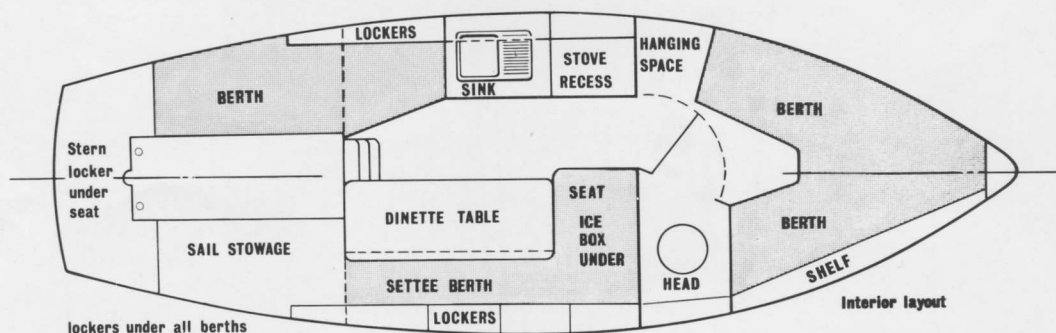 LOCKERS
SINK
STOVE
RECESS
HANGING
SPACE
BERTH
BERTH
Stern
locker
under
seat
DINETTE TABLE
SEAT
ICE
BOX
UNDER
BERTH
SAIL STOWAGE
SETTEE BERTH
HEAD
SHELF
LOCKERS
Interior layout
lockers under all berths